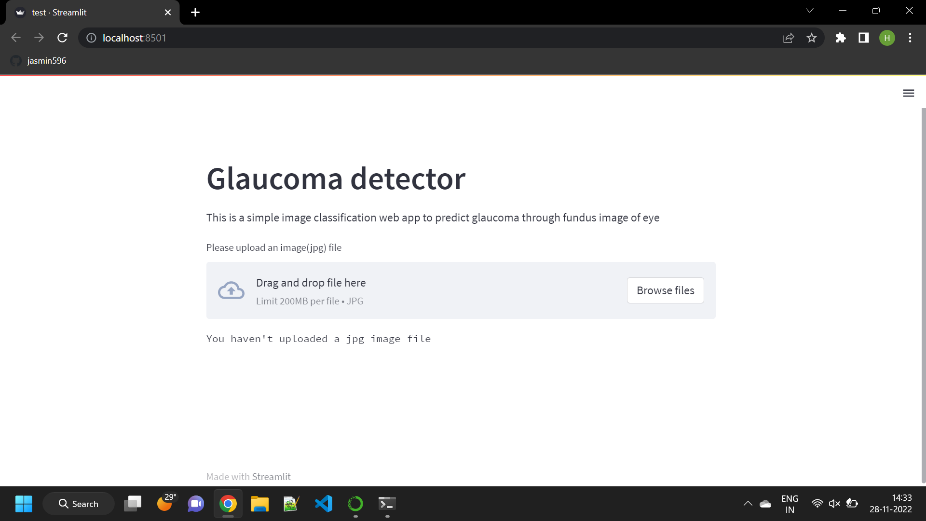 test · Streamlit
localhost:8501
H
jasmin596
Glaucoma detector
This is a simple image classification web app to predict glaucoma through fundus image of eye
Please upload an image(jpg) file
Drag and drop file here
Limit 200MB per file • JPG
Browse files
You haven't uploaded a jpg image file
Made with Streamlit
Search
29°
ENG
IN
14:33
28-11-2022